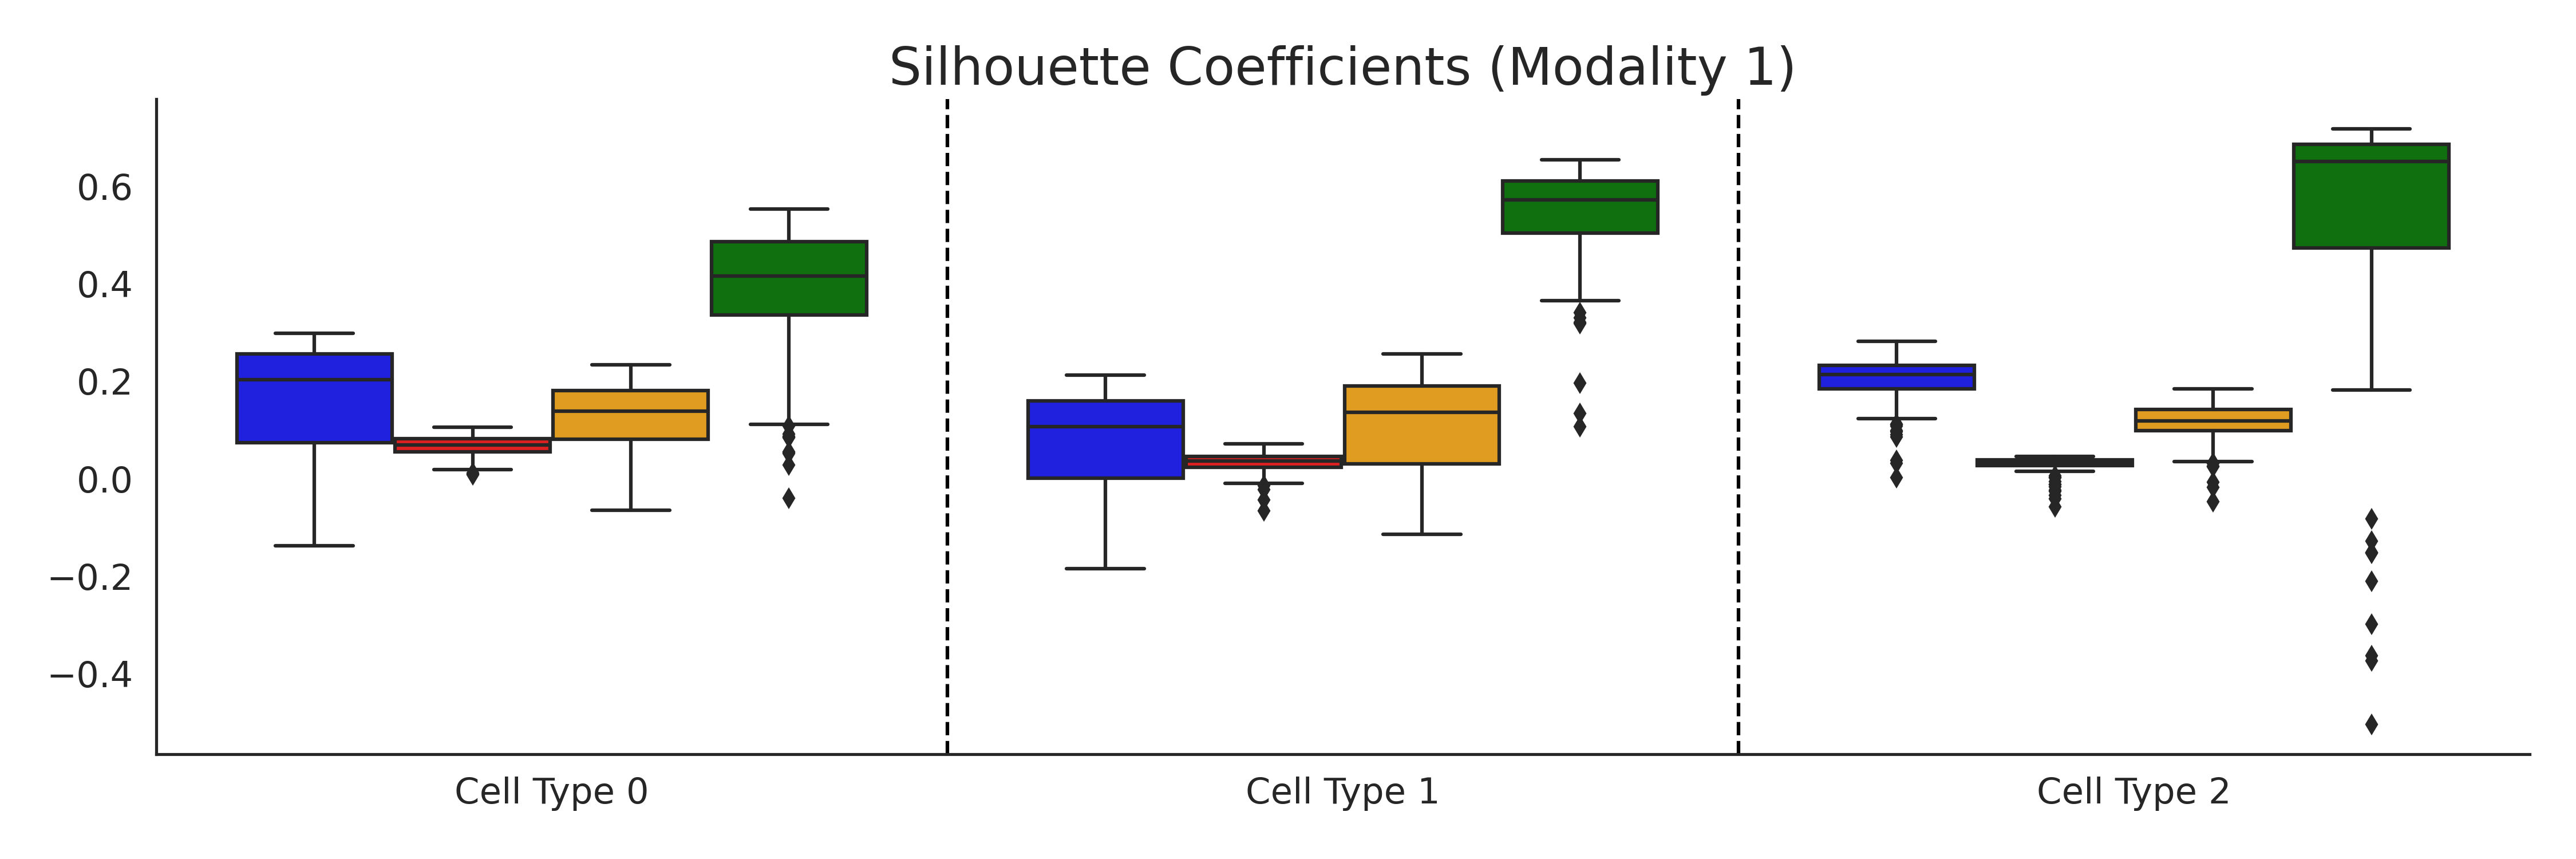 Silhouette Coefficients (Modality 1)
0.6
0.4
0.2
0.0
−0.2
−0.4
Cell Type 0
Cell Type 1
Cell Type 2